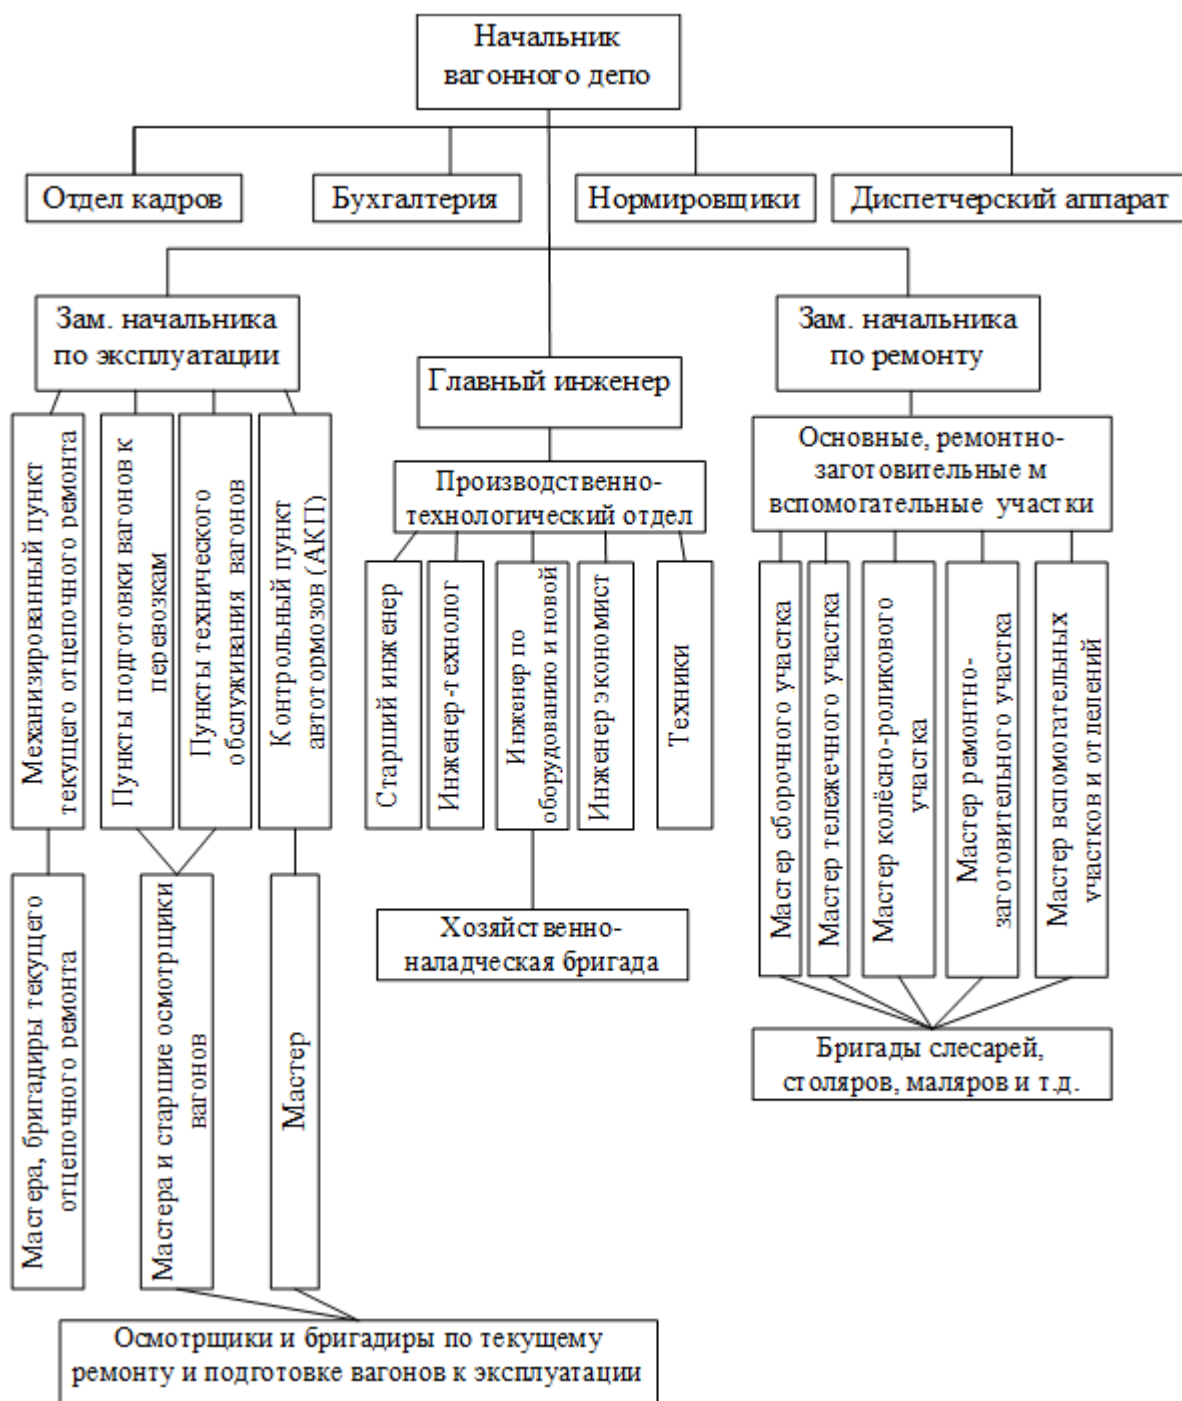 Начальник
вагонного депо
Отдел кадров
Бухгалтерия
Нормировщики
Диспетчерский аппарат
Зам. начальника
по эксплуатации
Главный инженер
Зам. начальника
по ремонту
Механизированный пункт
текущего отцепочного ремонта
Пункты подготовки вагонов к
перевозкам
Пункты технического
обслуживания вагонов
Контрольный пункт
автотормозов (АКП)
Производственно-
технологический отдел
Основные, ремонтно-
заготовительные м
вспомогательные участки
Старший инженер
Инженер-технолог
Инженер по
оборудованию и новой
Инженер экономист
Техники
Мастер сборочного участка
Мастер тележечного участка
Мастер колёсно-роликового
участка
Мастер ремонтно-
заготовительного участка
Мастер вспомогательных
участков и отделений
Мастера, бригадиры текущего
отцепочного ремонта
Мастера и старшие осмотрщики
вагонов
Мастер
Хозяйственно-
наладческая бригада
Бригады слесарей,
столяров, маляров и т.д.
Осмотрщики и бригадиры по текущему
ремонту и подготовке вагонов к эксплуатации